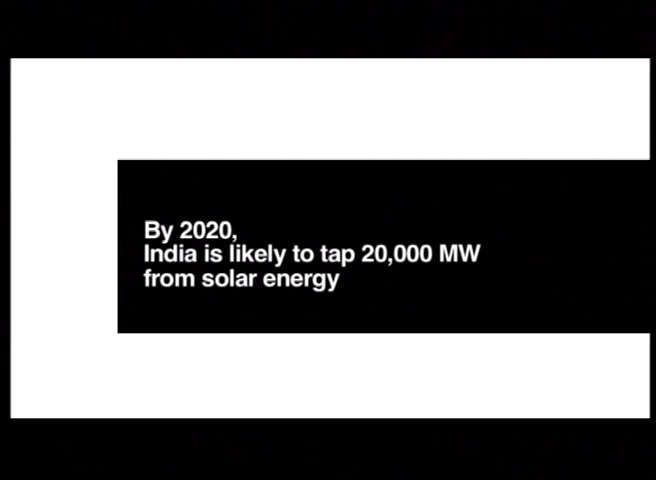 By 2020,
India is likely to tap 20,000 MW
from solar energy